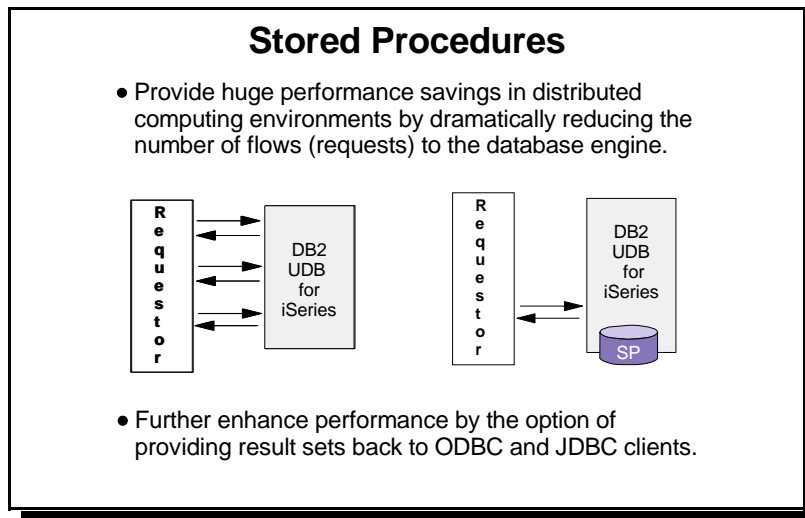 Stored Procedures
● Provide huge performance savings in distributed
computing environments by dramatically reducing the
number of flows (requests) to the database engine.
Requestor
DB2
UDB
for
iSeries
Requestor
DB2
UDB
for
iSeries
SP
● Further enhance performance by the option of
providing result sets back to ODBC and JDBC clients.